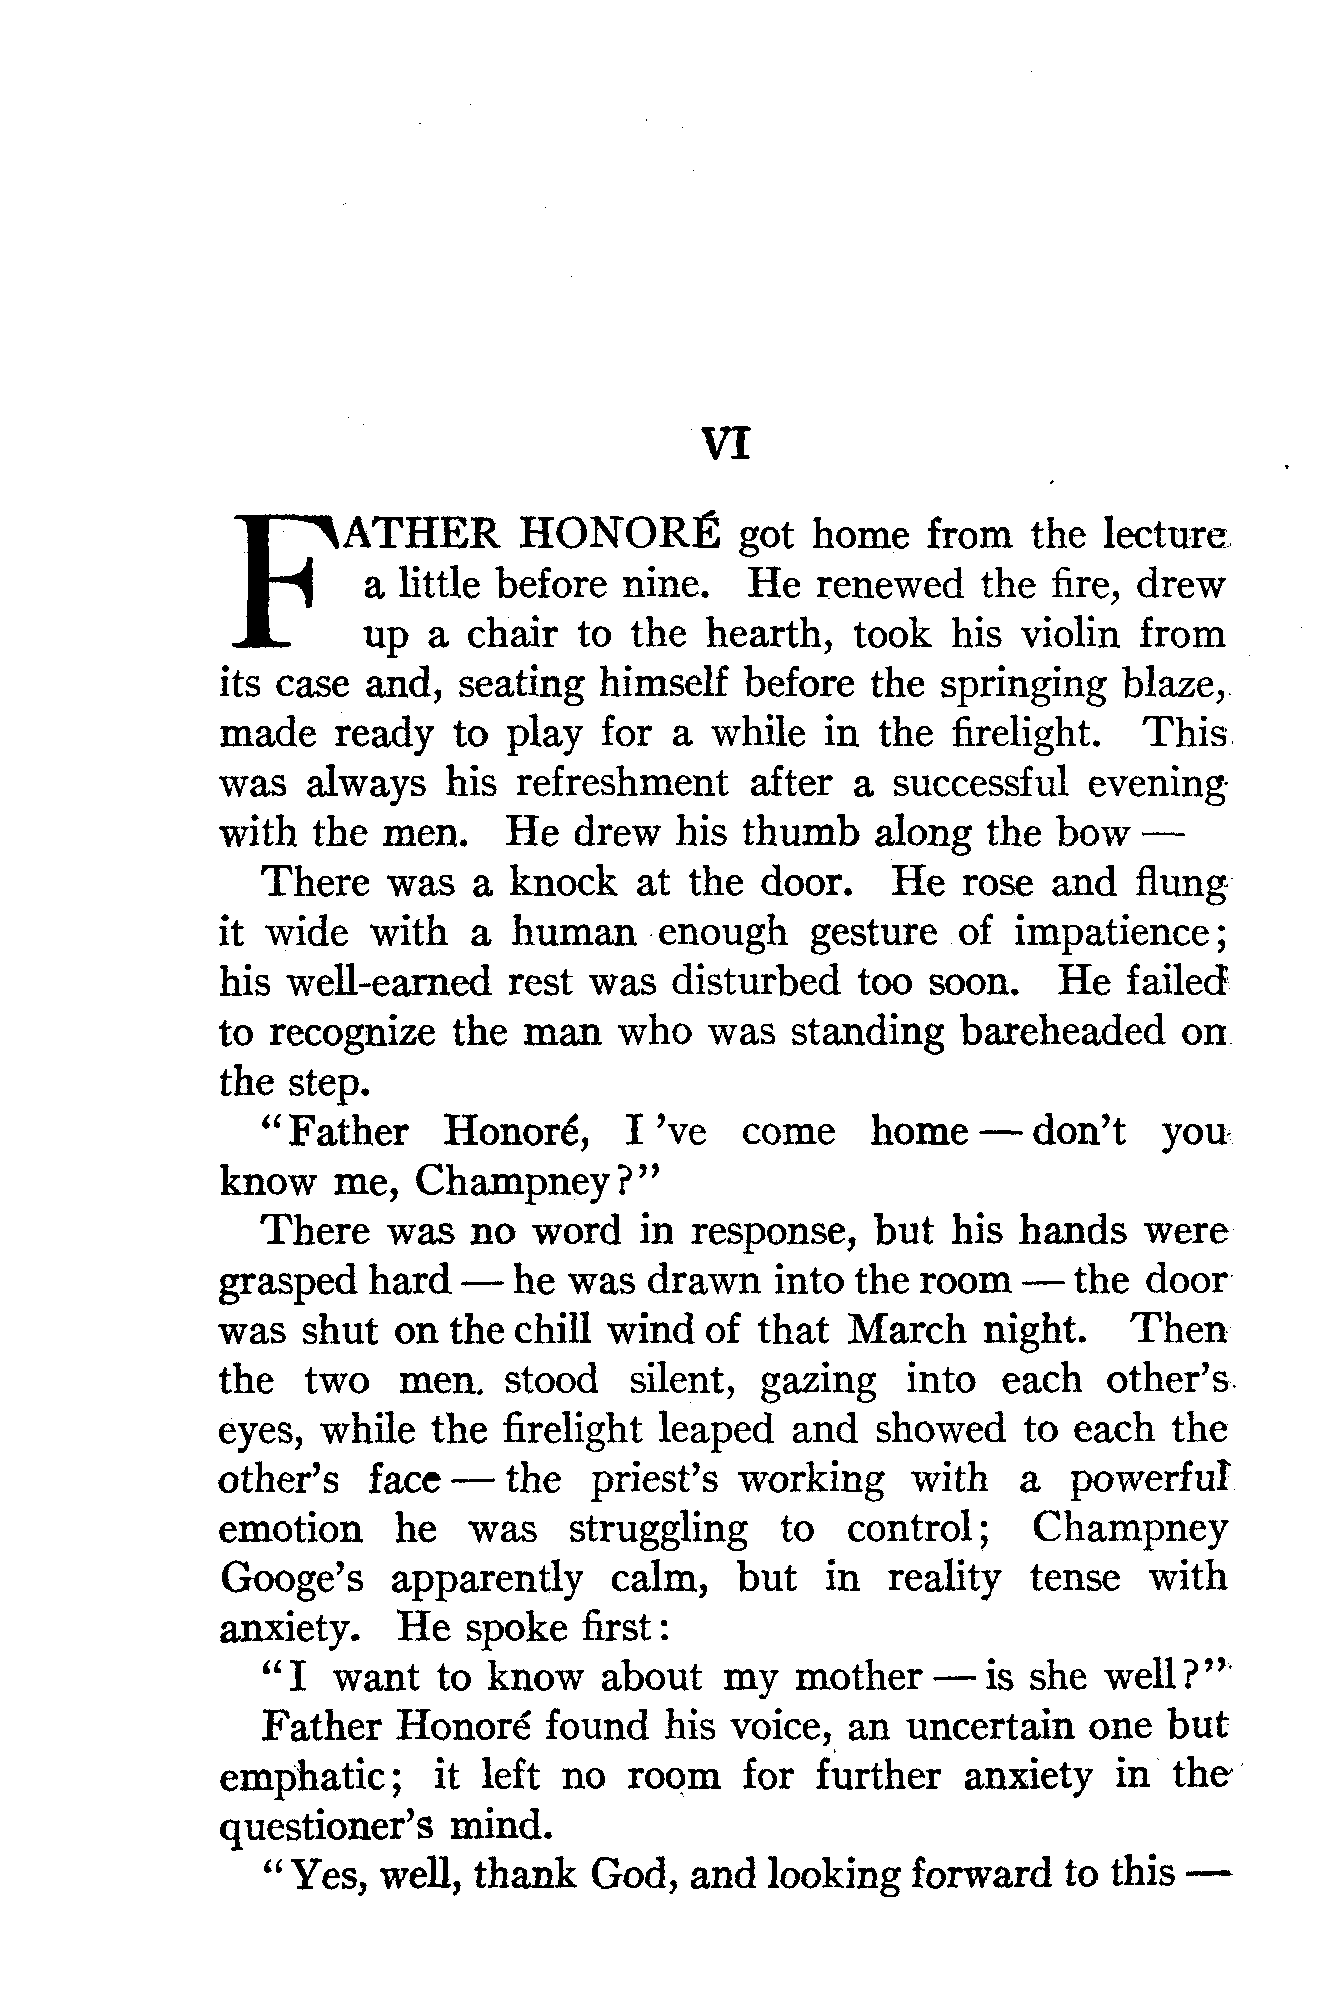 VI
FATHER HONORÉ got home from the lecture
a little before nine. He renewed the fire, drew
up a chair to the hearth, took his violin from
its case and, seating himself before the springing blaze,
made ready to play for a while in the firelight. This
was always his refreshment after a successful evening
with the men. He drew his thumb along the bow —
There was a knock at the door. He rose and flung
it wide with a human enough gesture of impatience;
his well-earned rest was disturbed too soon. He failed
to recognize the man who was standing bareheaded on
the step.
"Father Honoré, I 've come home — don't you
know me, Champney?"
There was no word in response, but his hands were
grasped hard — he was drawn into the room — the door
was shut on the chill wind of that March night. Then
the two men. stood silent, gazing into each other's
eyes, while the firelight leaped and showed to each the
other's face — the priest's working with a powerful
emotion he was struggling to control; Champney
Googe's apparently calm, but in reality tense with
anxiety. He spoke first:
"I want to know about my mother — is she well?"
Father Honoré found his voice, an uncertain one but
emphatic; it left no room for further anxiety in the
questioner's mind.
"Yes, well, thank God, and looking forward to this —